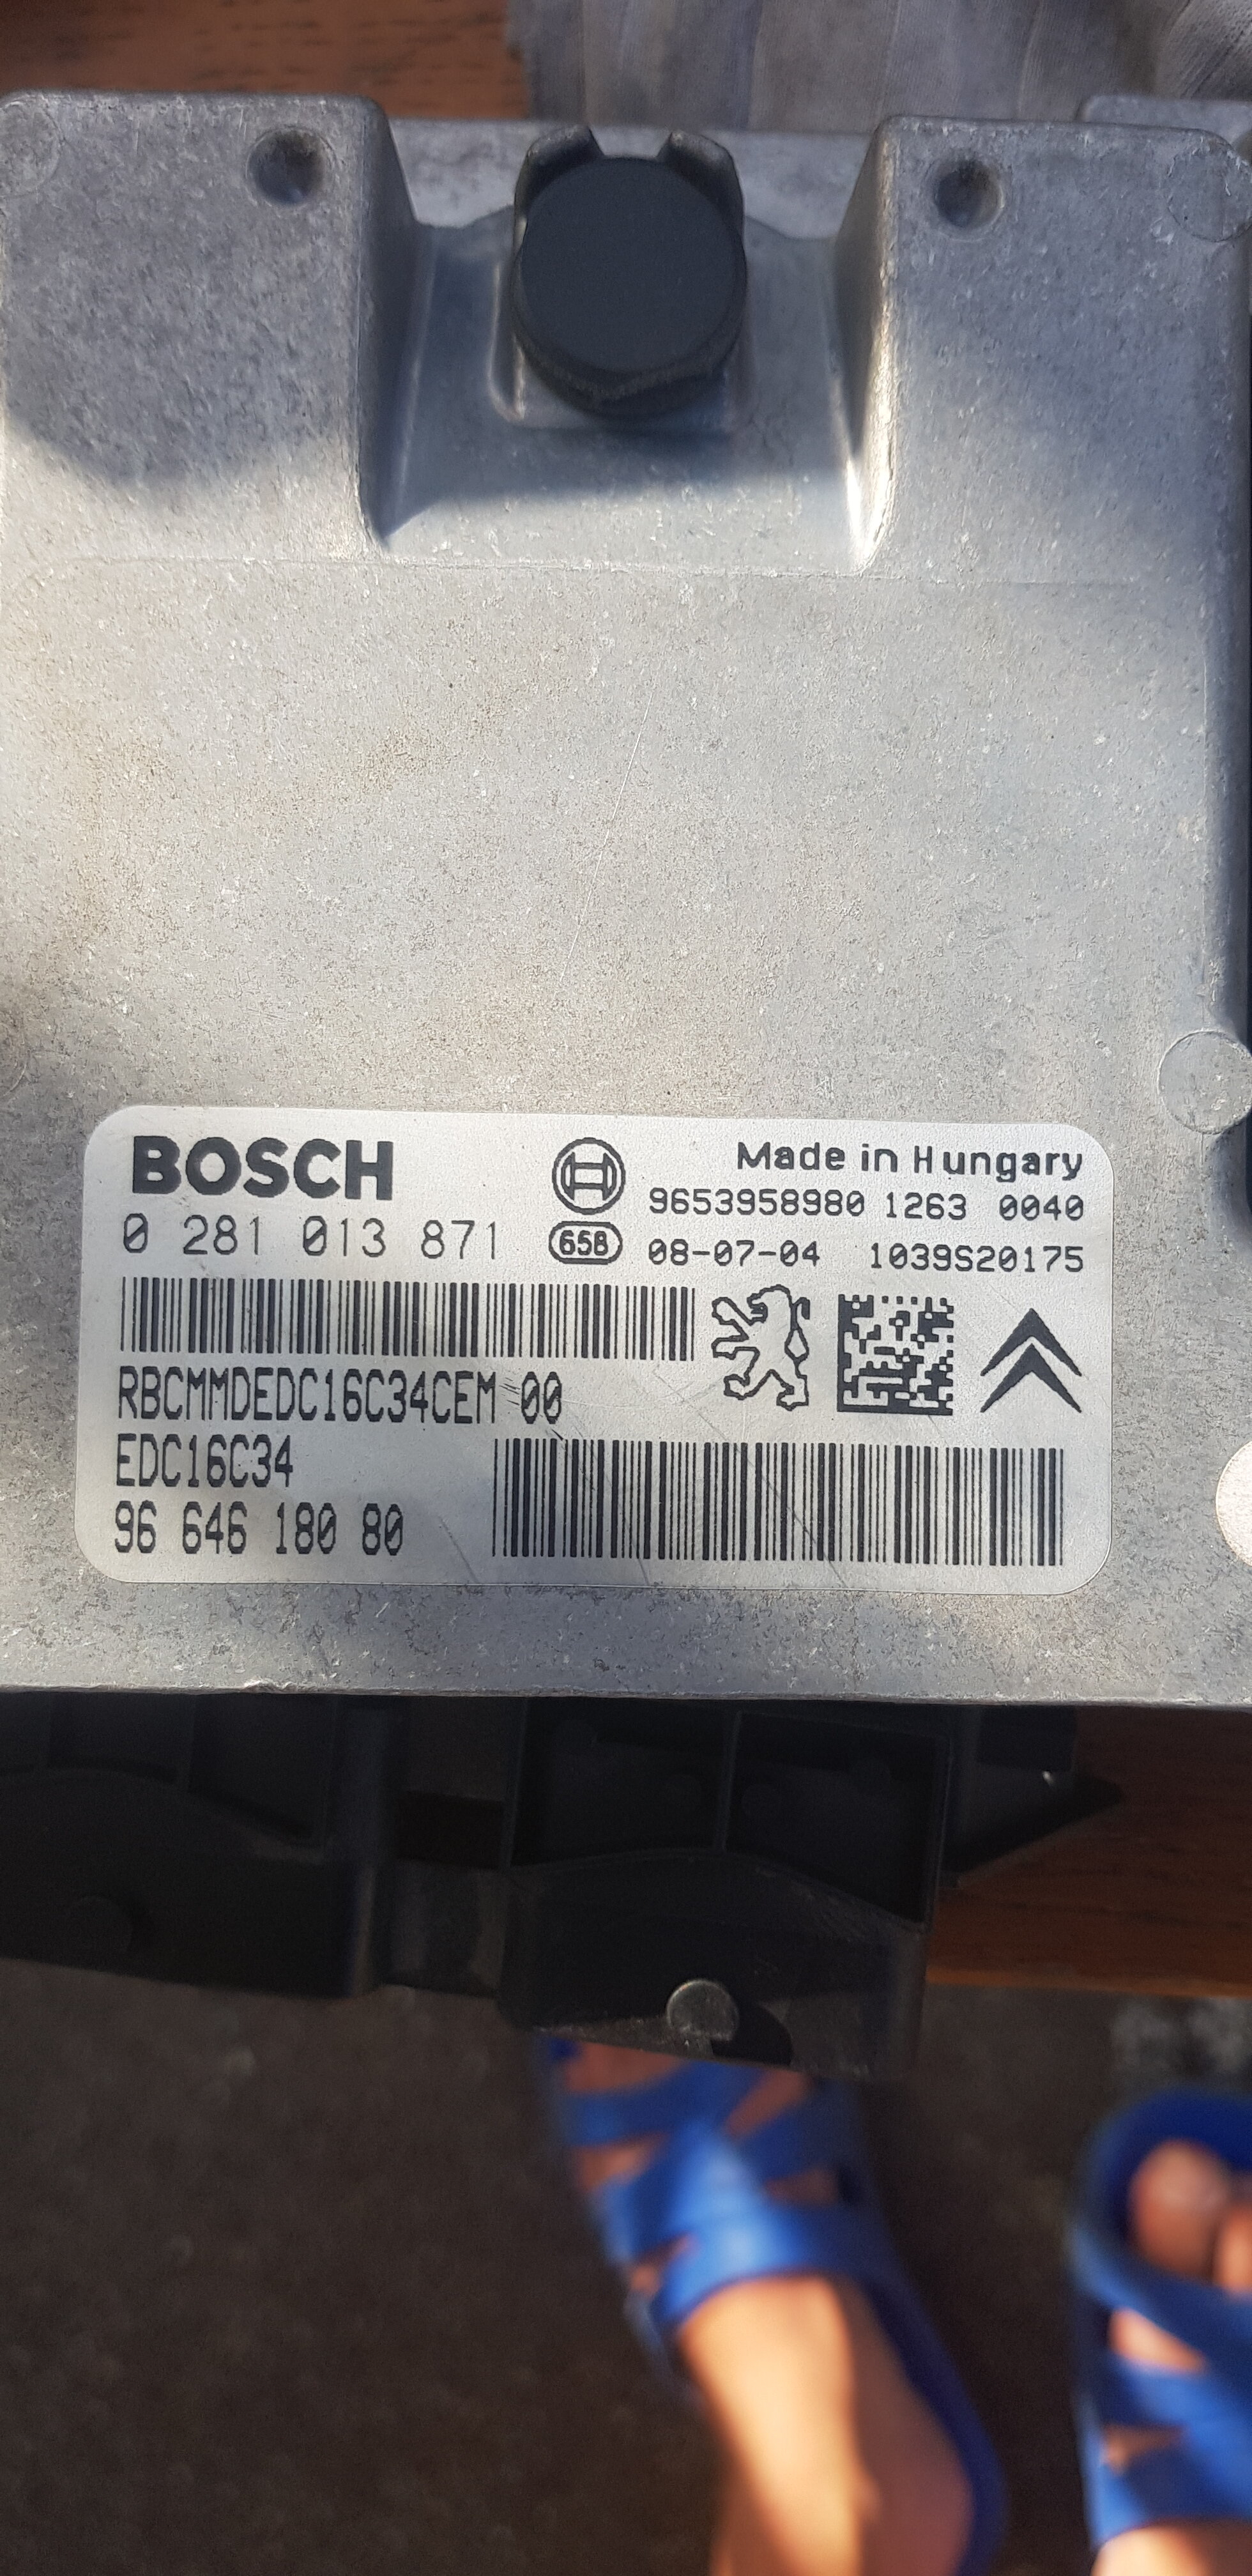 BOSCH
Made in Hungary
9653958980 1263 0040
0 281 013 871
658
08-07-04 1039S20175
RBCMMDEDC16C34CEM 00
EDC16C34
96 646 180 80